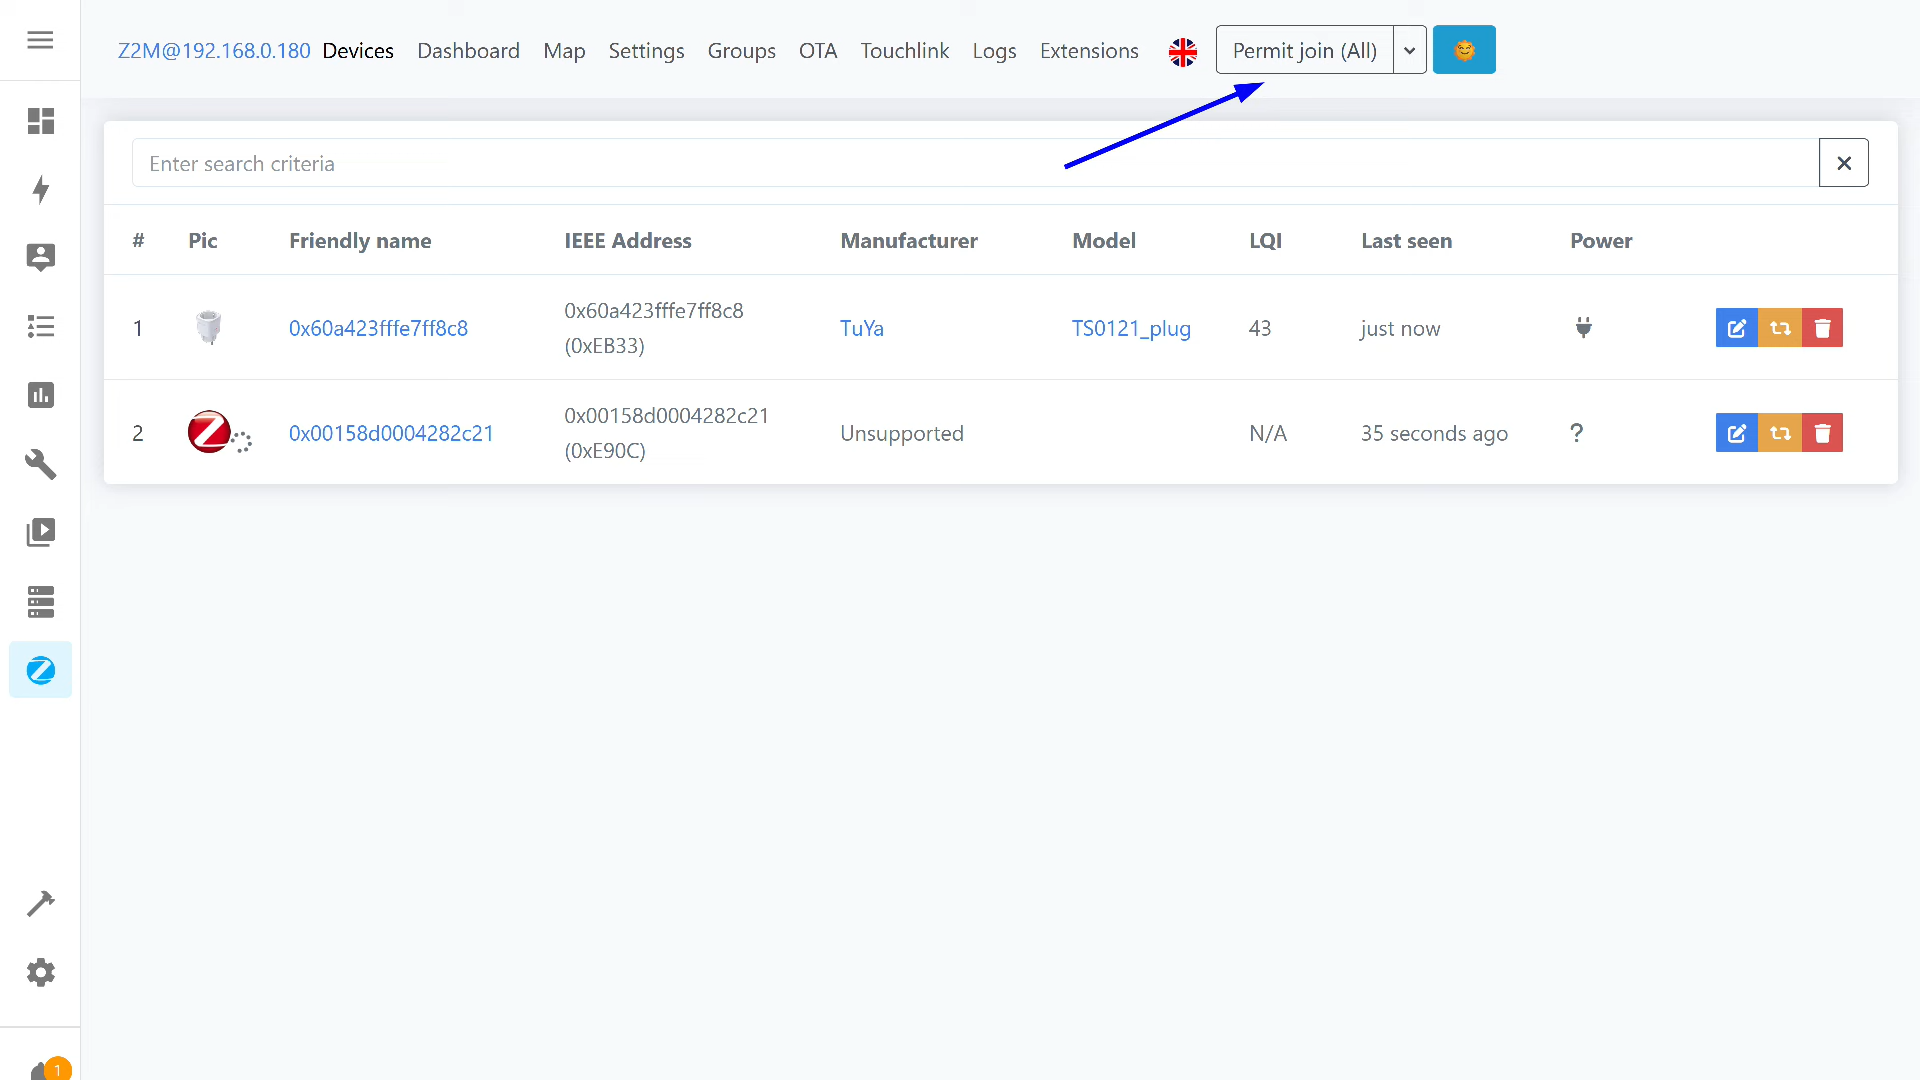 Z2M@192.168.0.180 Devices Dashboard Map Settings Groups OTA Touchlink Logs Extensions Permit join (All)
Enter search criteria
# Pic Friendly name IEEE Address Manufacturer Model LQI Last seen Power
1 0x60a423fffe7ff8c8 0x60a423fffe7ff8c8 TuYa TS0121_plug 43 just now
(0xEB33)
2 0x00158d0004282c21 0x00158d0004282c21 Unsupported N/A 35 seconds ago ?
(0xE90C)
1